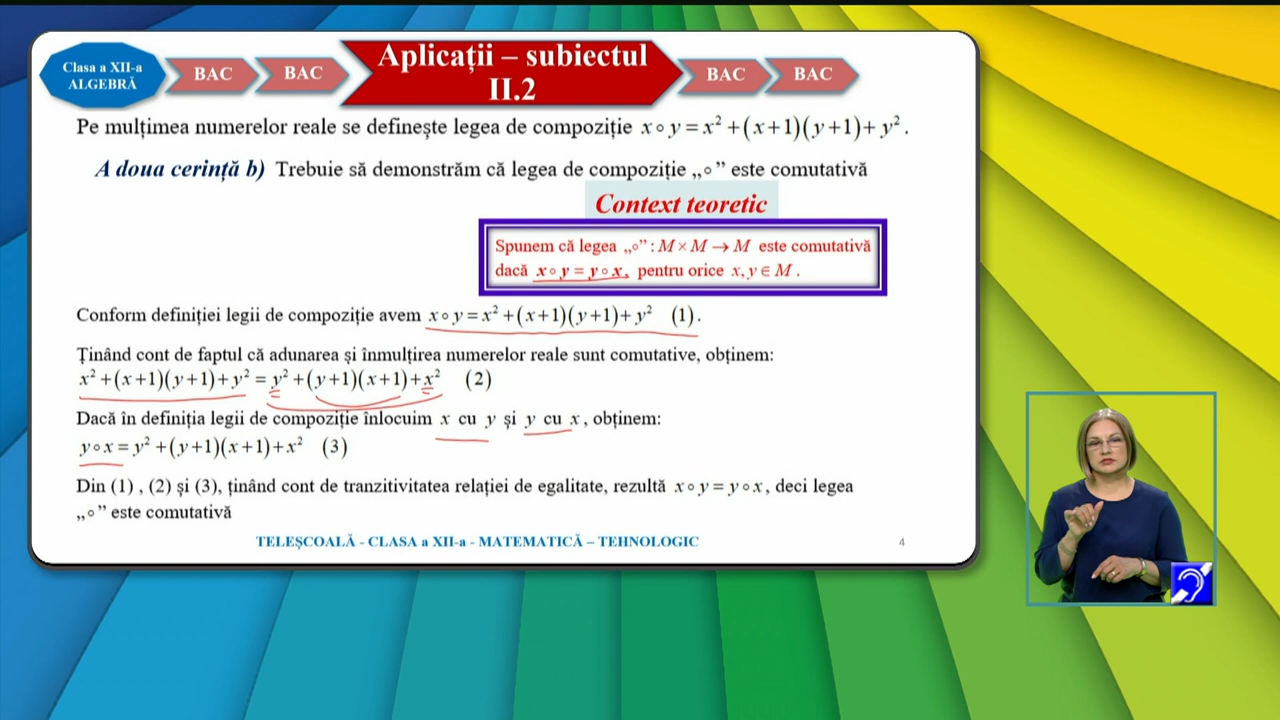 Clasa a XII-a
ALGEBRĂ
BAC
BAC
Aplicații – subiectul
II.2
BAC
BAC
Pe mulțimea numerelor reale se definește legea de compoziție x∘y=x²+(x+1)(y+1)+y².
A doua cerință b) Trebuie să demonstrăm că legea de compoziție „∘” este comutativă
Context teoretic
Spunem că legea „∘”: M×M→M este comutativă
dacă x∘y=y∘x, pentru orice x,y∈M.
Conform definiției legii de compoziție avem x∘y=x²+(x+1)(y+1)+y² (1).
Ținând cont de faptul că adunarea și înmulțirea numerelor reale sunt comutative, obținem:
x²+(x+1)(y+1)+y²=y²+(y+1)(x+1)+x² (2)
Dacă în definiția legii de compoziție înlocuim x cu y și y cu x, obținem:
y∘x=y²+(y+1)(x+1)+x² (3)
Din (1) , (2) și (3), ținând cont de tranzitivitatea relației de egalitate, rezultă x∘y=y∘x, deci legea
„∘” este comutativă
TELEȘCOALĂ - CLASA a XII-a - MATEMATICĂ – TEHNOLOGIC
4